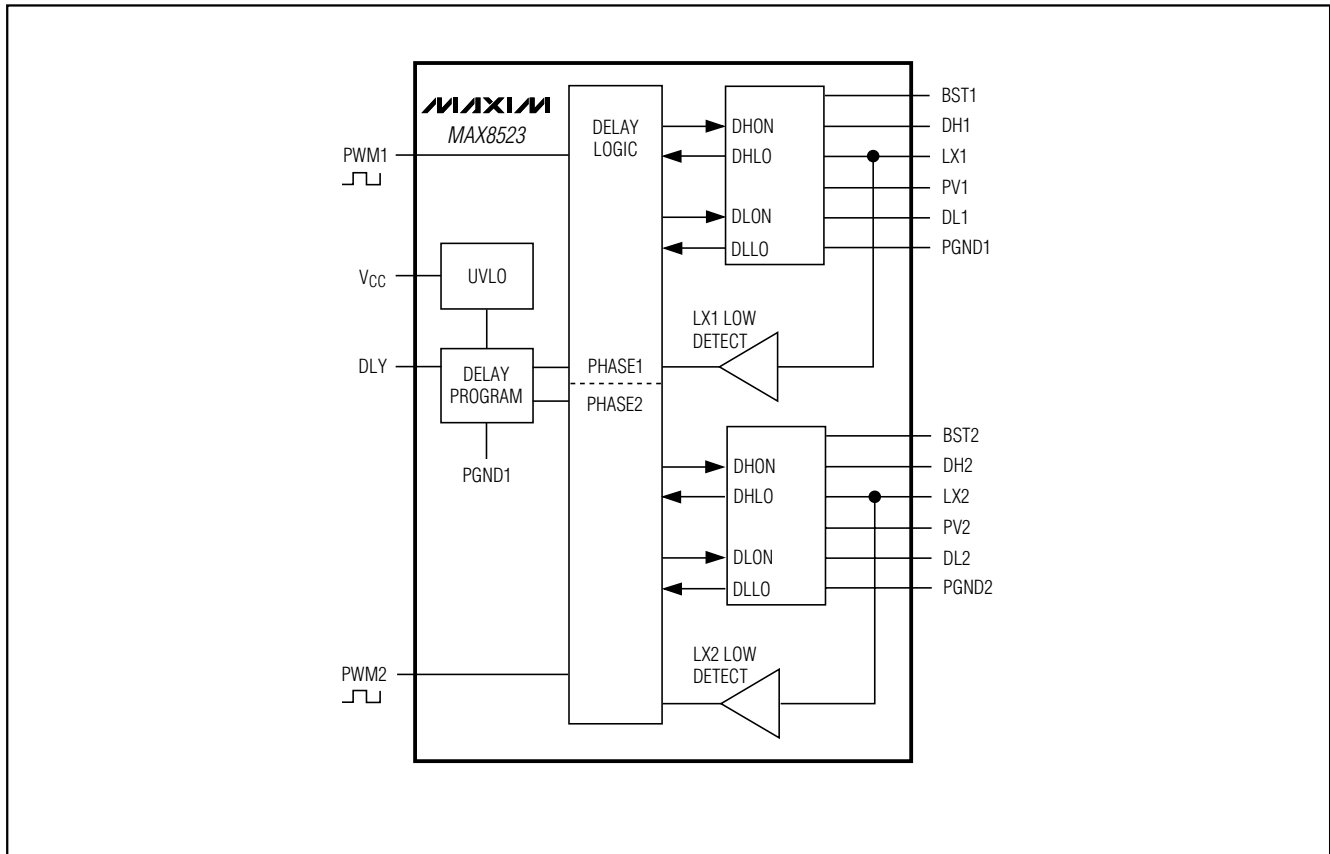 MAXIM
MAX8523
PWM1
VCC
DLY
PWM2
UVLO
DELAY
PROGRAM
PGND1
DELAY
LOGIC
PHASE1
PHASE2
DHON
DHLO
DLON
DLLO
LX1 LOW
DETECT
BST1
DH1
LX1
PV1
DL1
PGND1
DHON
DHLO
DLON
DLLO
LX2 LOW
DETECT
BST2
DH2
LX2
PV2
DL2
PGND2